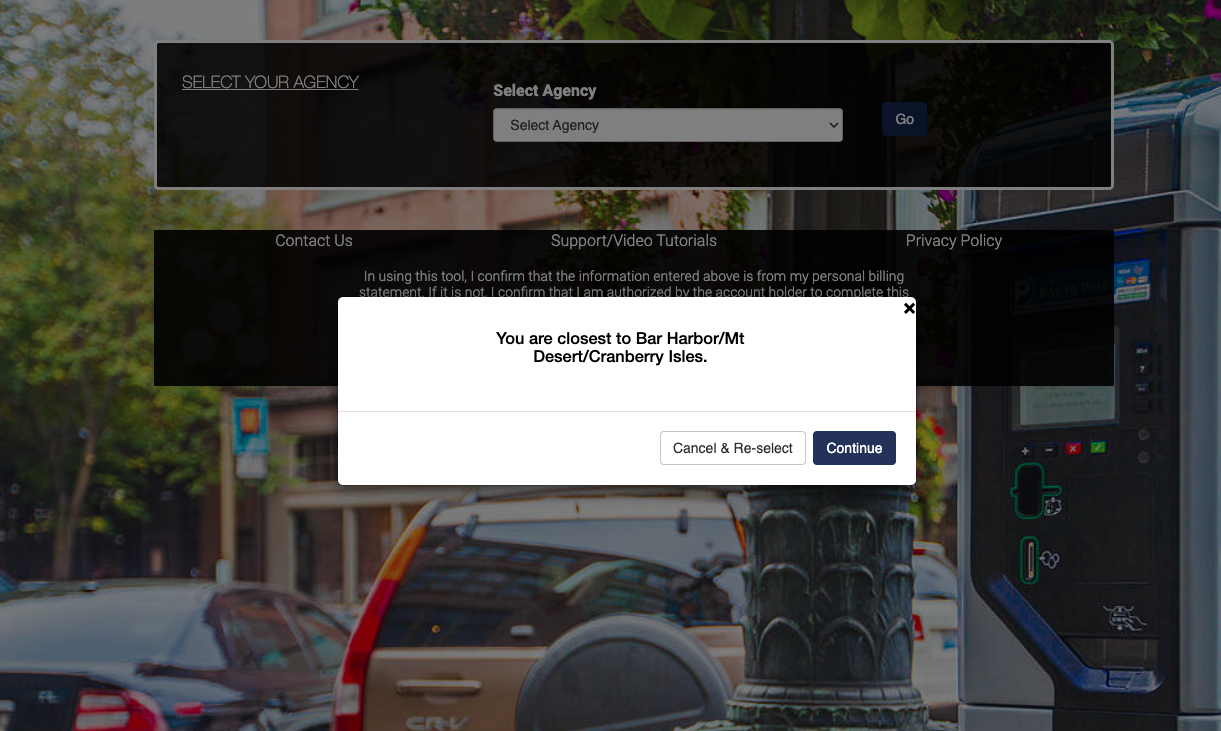 SELECT YOUR AGENCY
Select Agency
Select Agency
Go
Contact Us
Support/Video Tutorials
Privacy Policy
In using this tool, I confirm that the information entered above is from my personal billing
statement. If it is not, I confirm that I am authorized by the account holder to complete this
You are closest to Bar Harbor/Mt
Desert/Cranberry Isles.
Cancel & Re-select
Continue
P Pay to Park
VISA
CR-V